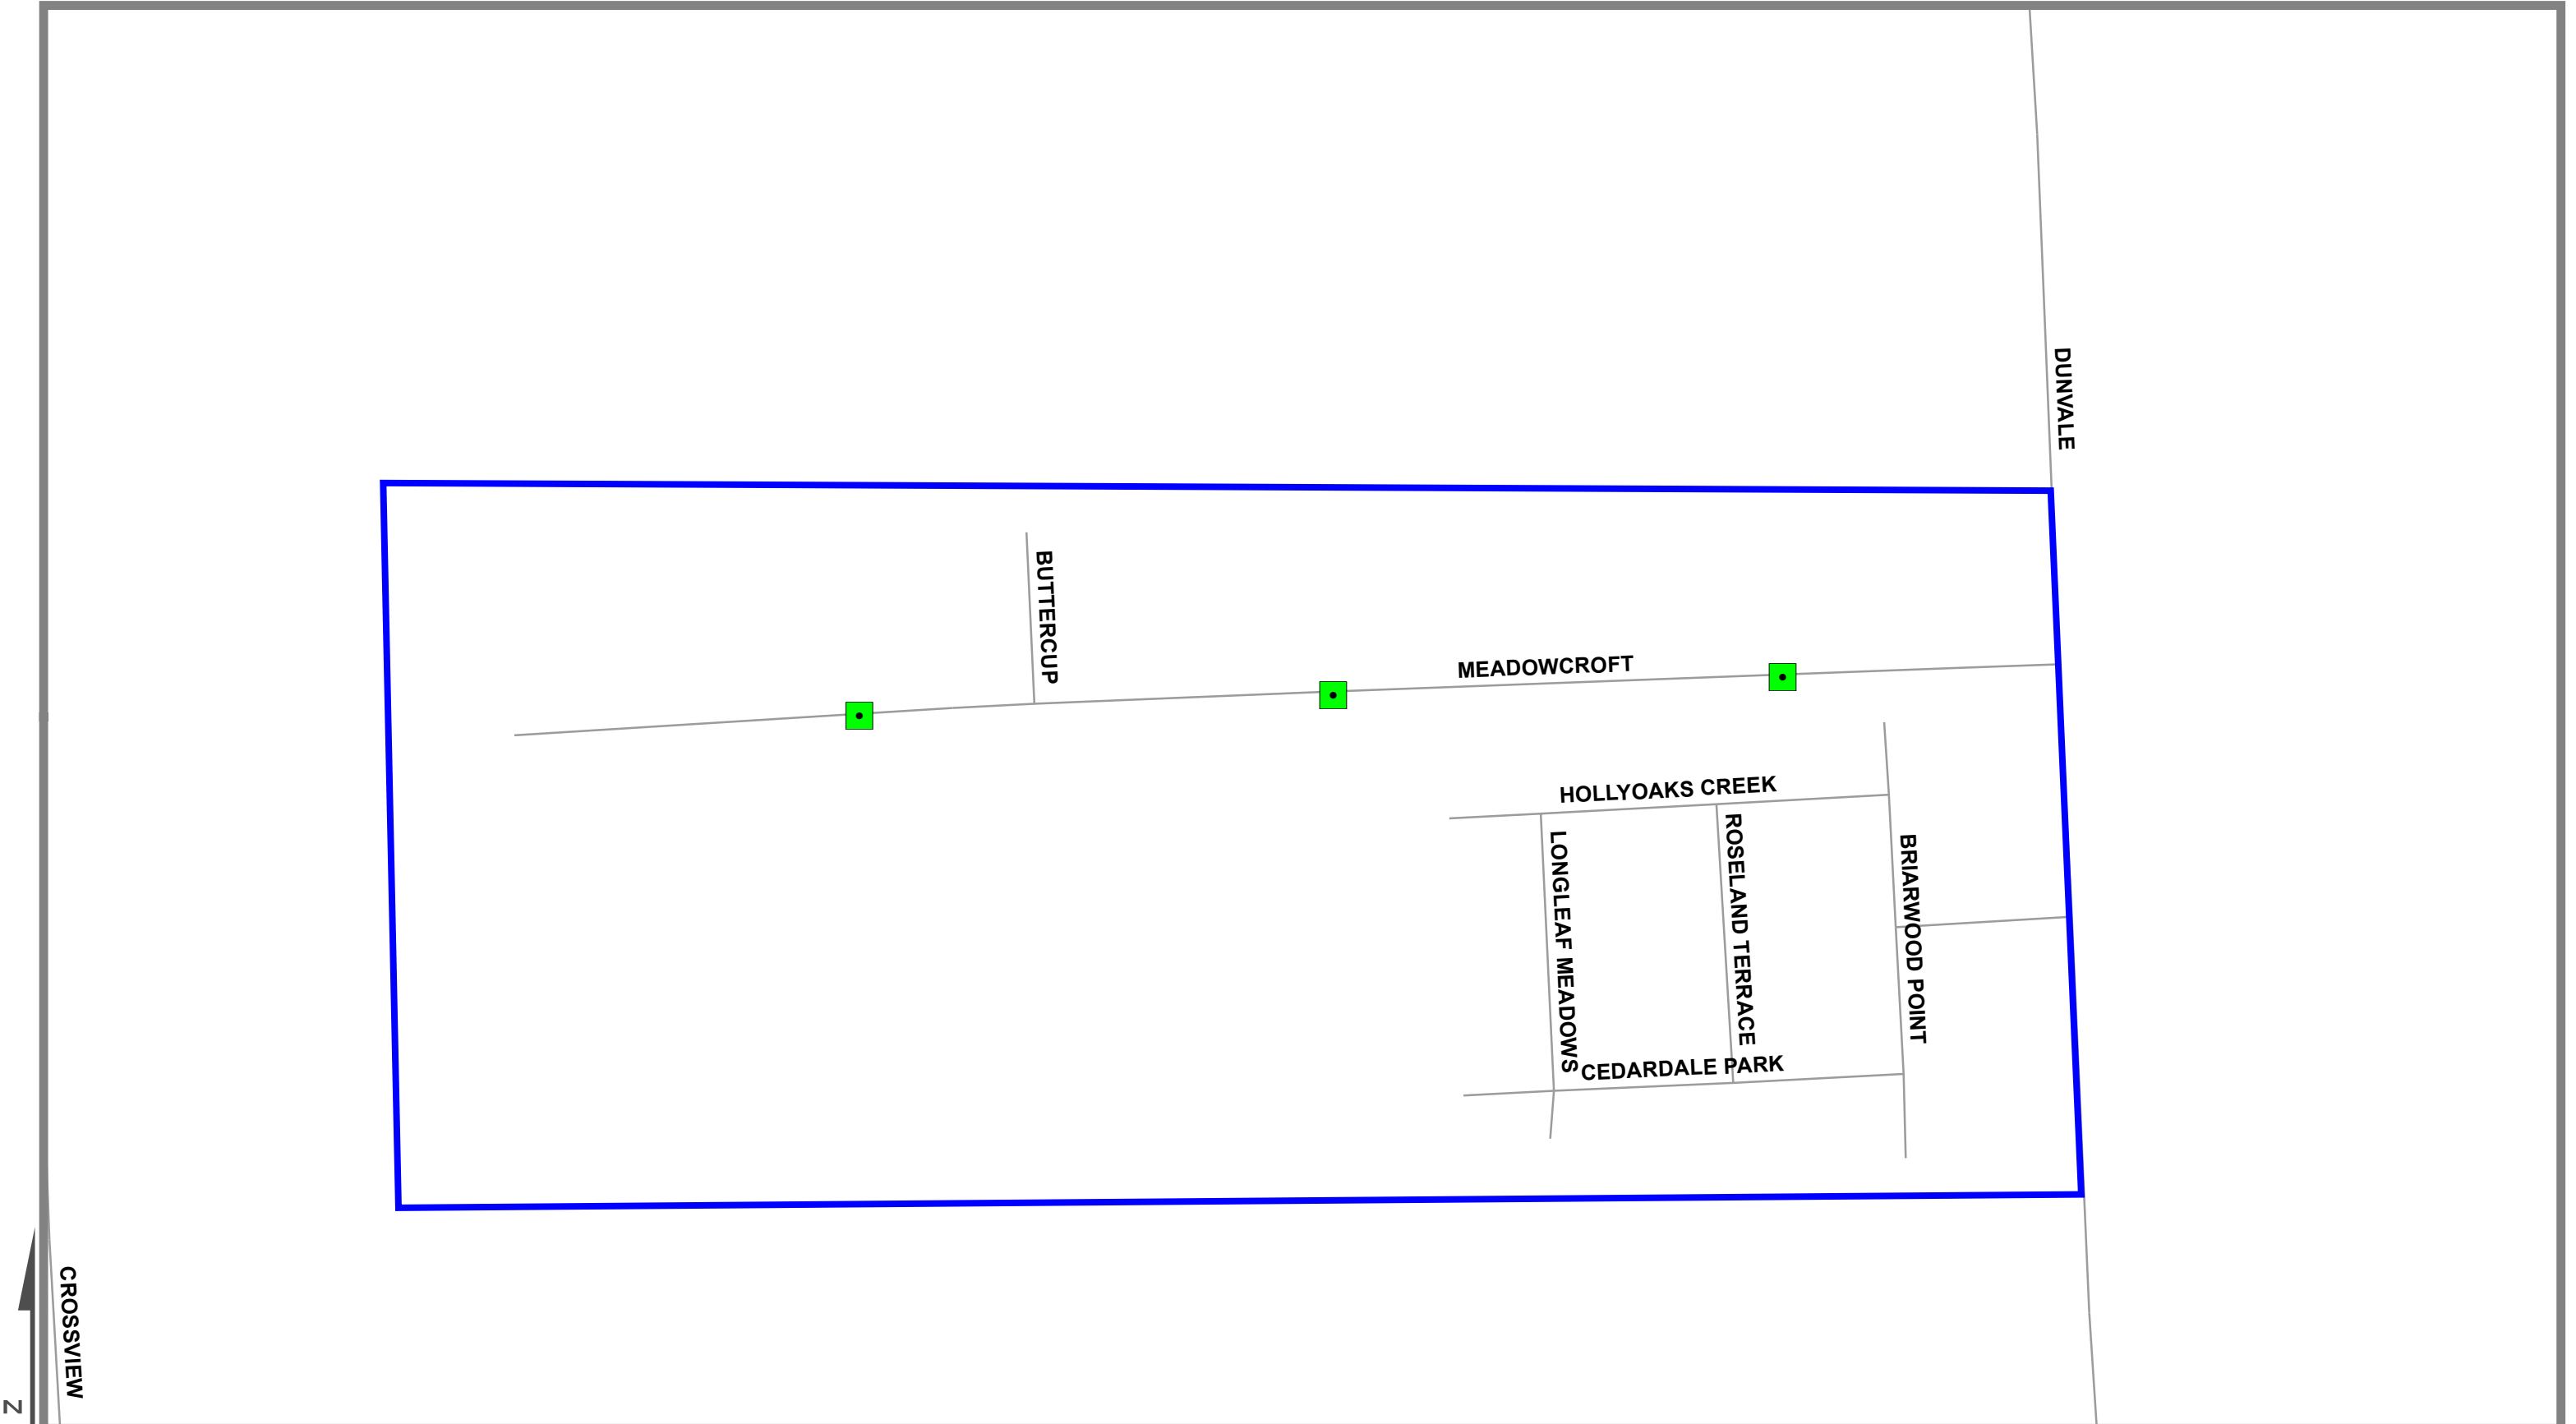 DUNVALE
BUTTERCUP
MEADOWCROFT
HOLLYOAKS CREEK
LONGLEAF MEADOWS
ROSELAND TERRACE
BRIARWOOD POINT
CEDARDALE PARK
CROSSVIEW
N